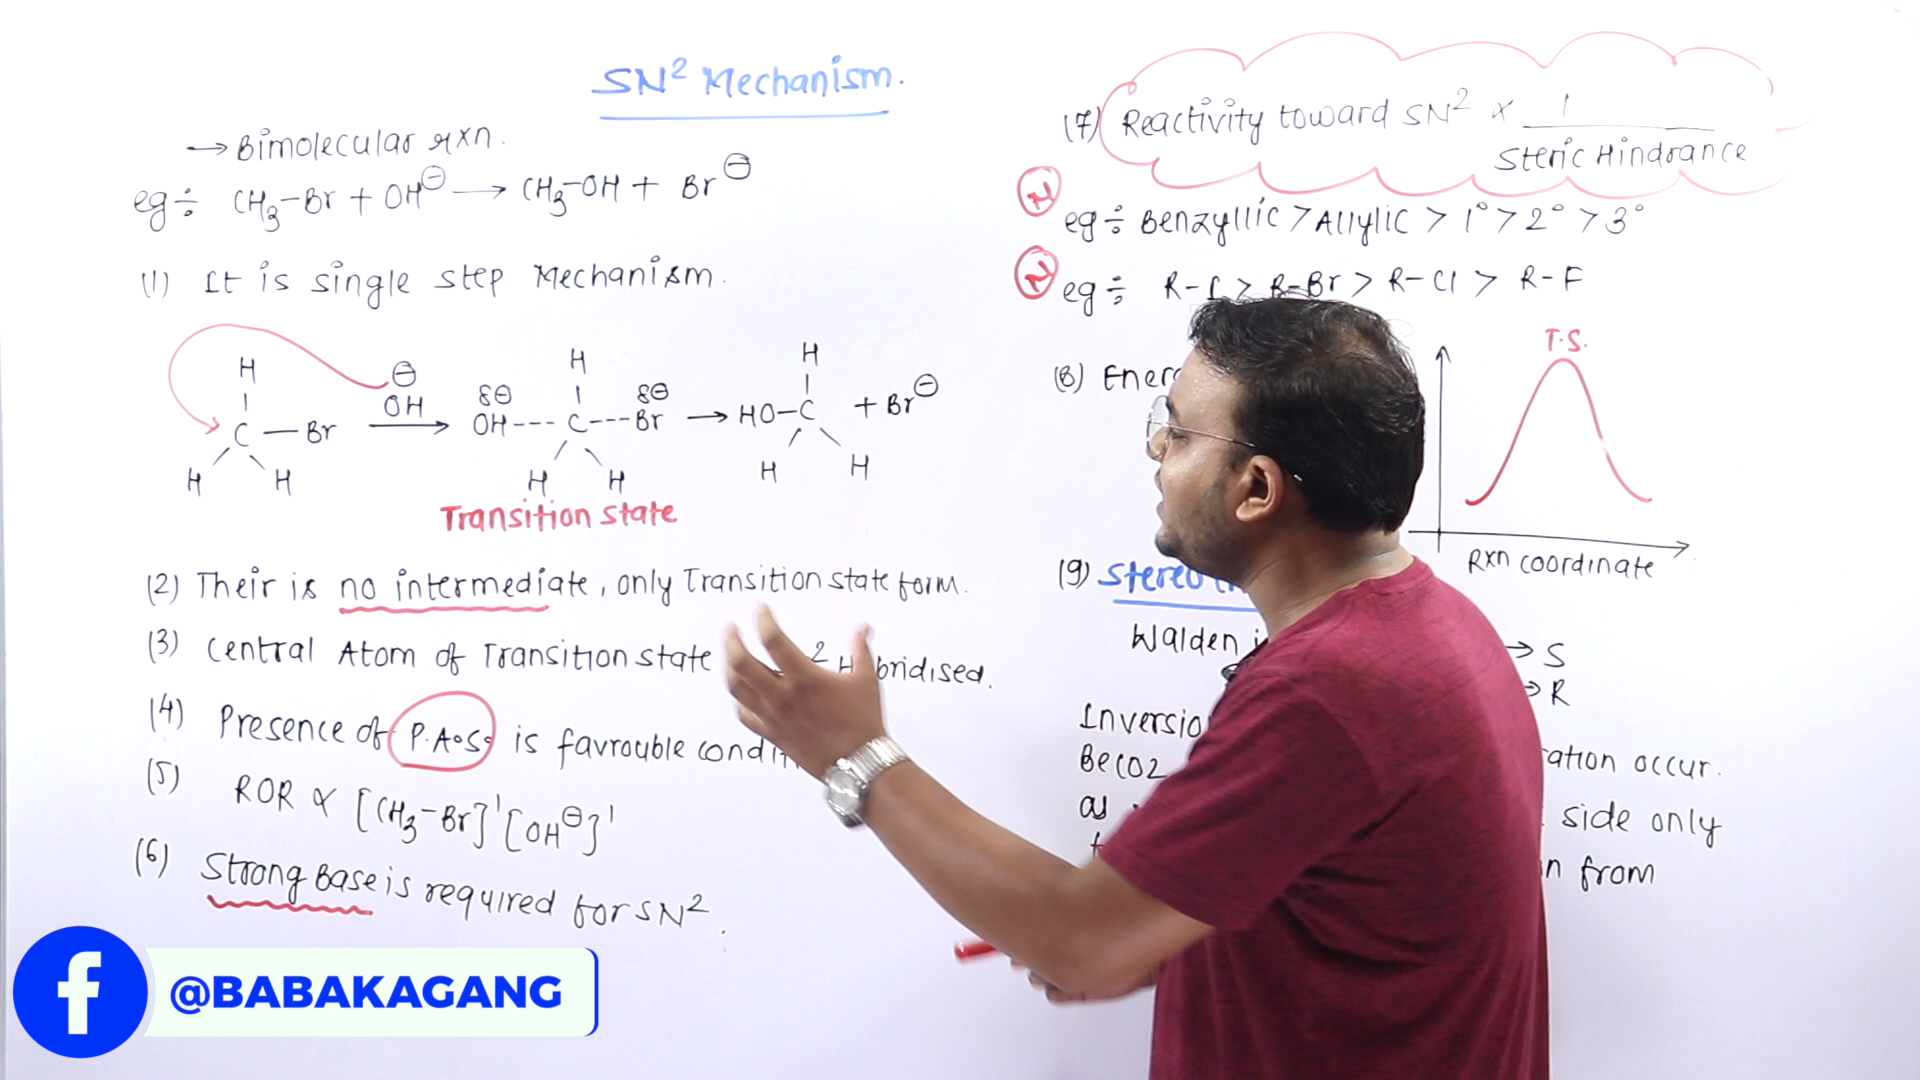 SN² Mechanism.
→ Bimolecular rxn.
eg÷ CH₃–Br + OH⊖ → CH₃–OH + Br⊖
(1) It is single step Mechanism.
H
C – Br
H H
⊖
OH
→
H
δ⊖ δ⊖
OH---C---Br
H H
→ H
HO–C + Br⊖
H H
Transition state
(2) Their is no intermediate, only Transition state form.
(3) Central Atom of Transition state ² H bridised.
(4) Presence of P.A.S. is favrouble condi
(5) ROR ∝ [CH₃–Br]¹[OH⊖]¹
(6) Strong Base is required for SN².
(7) Reactivity toward SN² ∝ 1
Steric Hindrance
N
eg÷ Benzyllic > Allylic > 1° > 2° > 3°
N
eg÷ R–I > R–Br > R–Cl > R–F
(8) Ener
T.S.
Rxn coordinate
(9) Stereo
Walden
→ S
→ R
Inversio ation occur.
BeCOZ
as side only
n from
f @BABAKAGANG